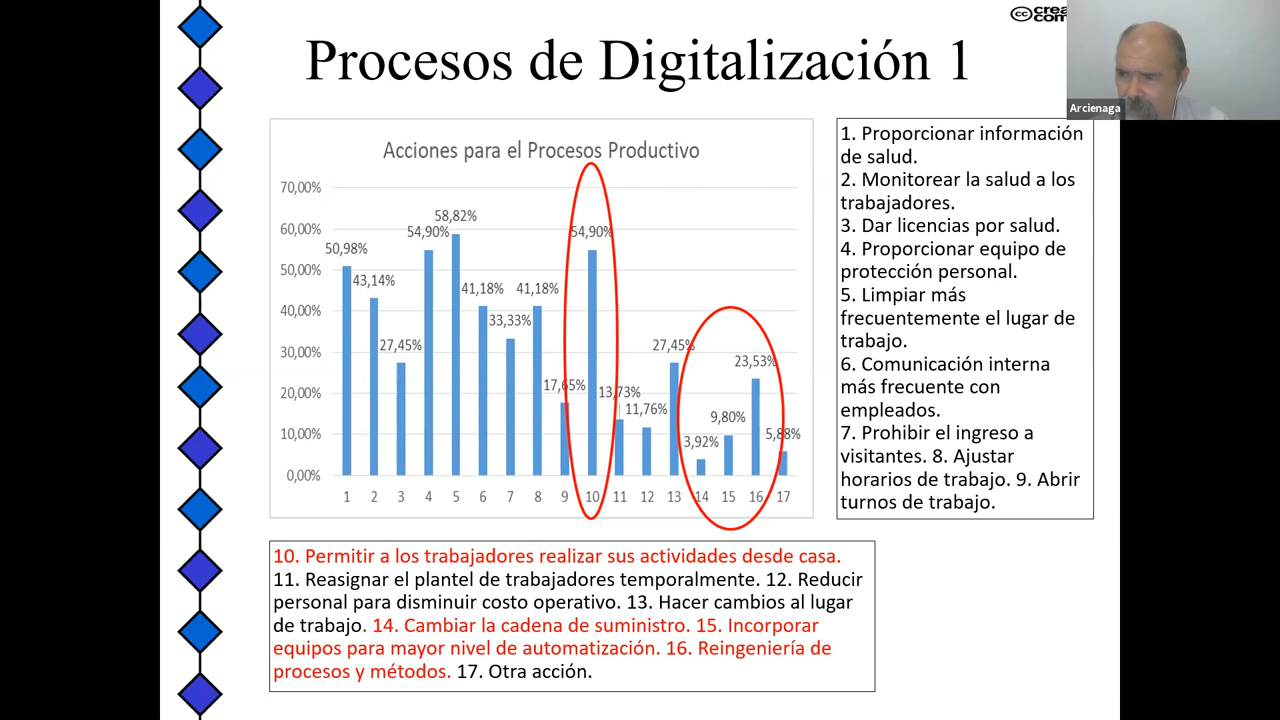 Procesos de Digitalización 1
Arcienaga
Acciones para el Procesos Productivo
70,00%
60,00%
50,00%
40,00%
30,00%
20,00%
10,00%
0,00%
50,98%
43,14%
27,45%
54,90%
58,82%
41,18%
33,33%
41,18%
17,65%
54,90%
13,73%
11,76%
27,45%
3,92%
9,80%
23,53%
5,88%
1 2 3 4 5 6 7 8 9 10 11 12 13 14 15 16 17
1. Proporcionar información
de salud.
2. Monitorear la salud a los
trabajadores.
3. Dar licencias por salud.
4. Proporcionar equipo de
protección personal.
5. Limpiar más
frecuentemente el lugar de
trabajo.
6. Comunicación interna
más frecuente con
empleados.
7. Prohibir el ingreso a
visitantes. 8. Ajustar
horarios de trabajo. 9. Abrir
turnos de trabajo.
10. Permitir a los trabajadores realizar sus actividades desde casa.
11. Reasignar el plantel de trabajadores temporalmente. 12. Reducir
personal para disminuir costo operativo. 13. Hacer cambios al lugar
de trabajo. 14. Cambiar la cadena de suministro. 15. Incorporar
equipos para mayor nivel de automatización. 16. Reingeniería de
procesos y métodos. 17. Otra acción.